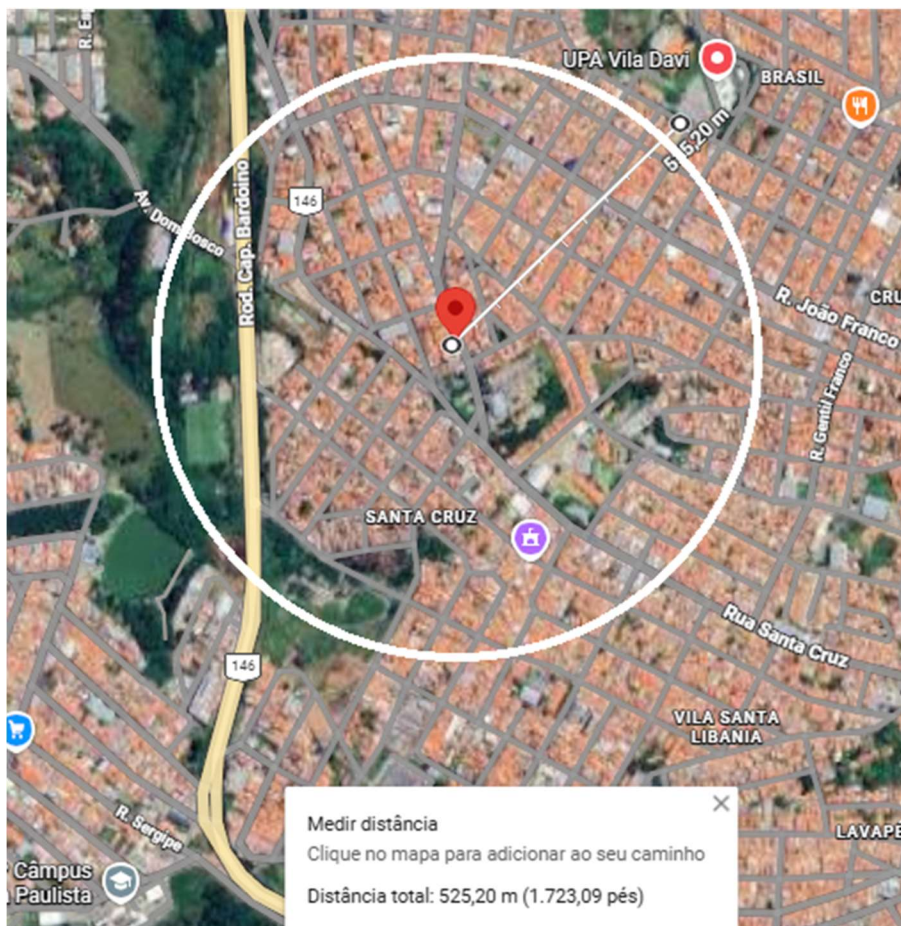 UPA Vila Davi
BRASIL
146
Av. Dom Bosco
Rod. Cap. Bardoino
R. João Franco
CRU
R. Gentil Franco
SANTA CRUZ
Rua Santa Cruz
146
VILA SANTA
LIBANIA
R. Sergipe
LAVAPÉ
Câmpus
Paulista
Medir distância
Clique no mapa para adicionar ao seu caminho
Distância total: 525,20 m (1.723,09 pés)